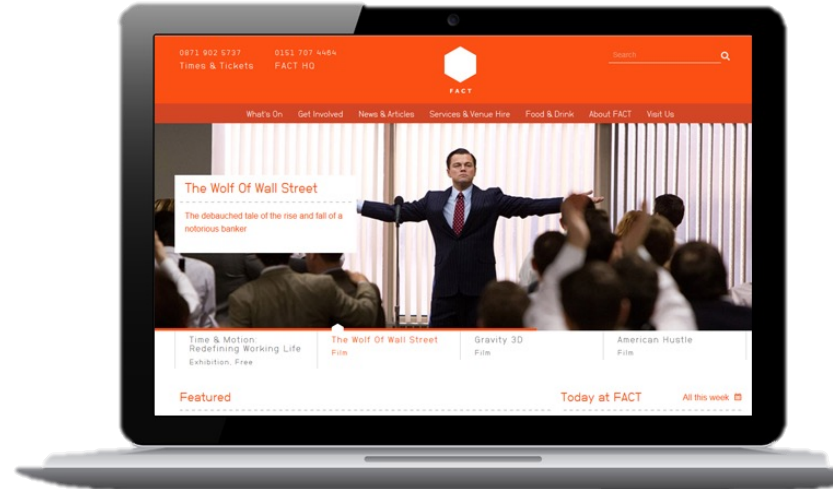 0871 902 5737 0151 707 4464
Times & Tickets FACT HQ
Search
FACT
What's On Get Involved News & Articles Services & Venue Hire Food & Drink About FACT Visit Us
The Wolf Of Wall Street
The debauched tale of the rise and fall of a
notorious banker
Time & Motion: The Wolf Of Wall Street Gravity 3D American Hustle
Redefining Working Life Film Film Film
Exhibition, Free
Featured Today at FACT All this week